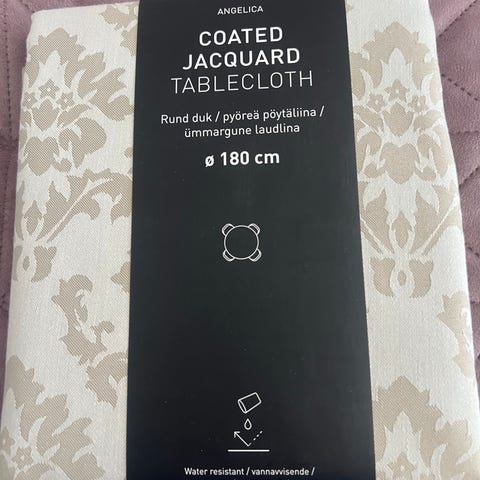 ANGELICA
COATED
JACQUARD
TABLECLOTH
Rund duk / pyöreä pöytäliina /
ümmargune laudlina
ø 180 cm
Water resistant / vannavvisende /